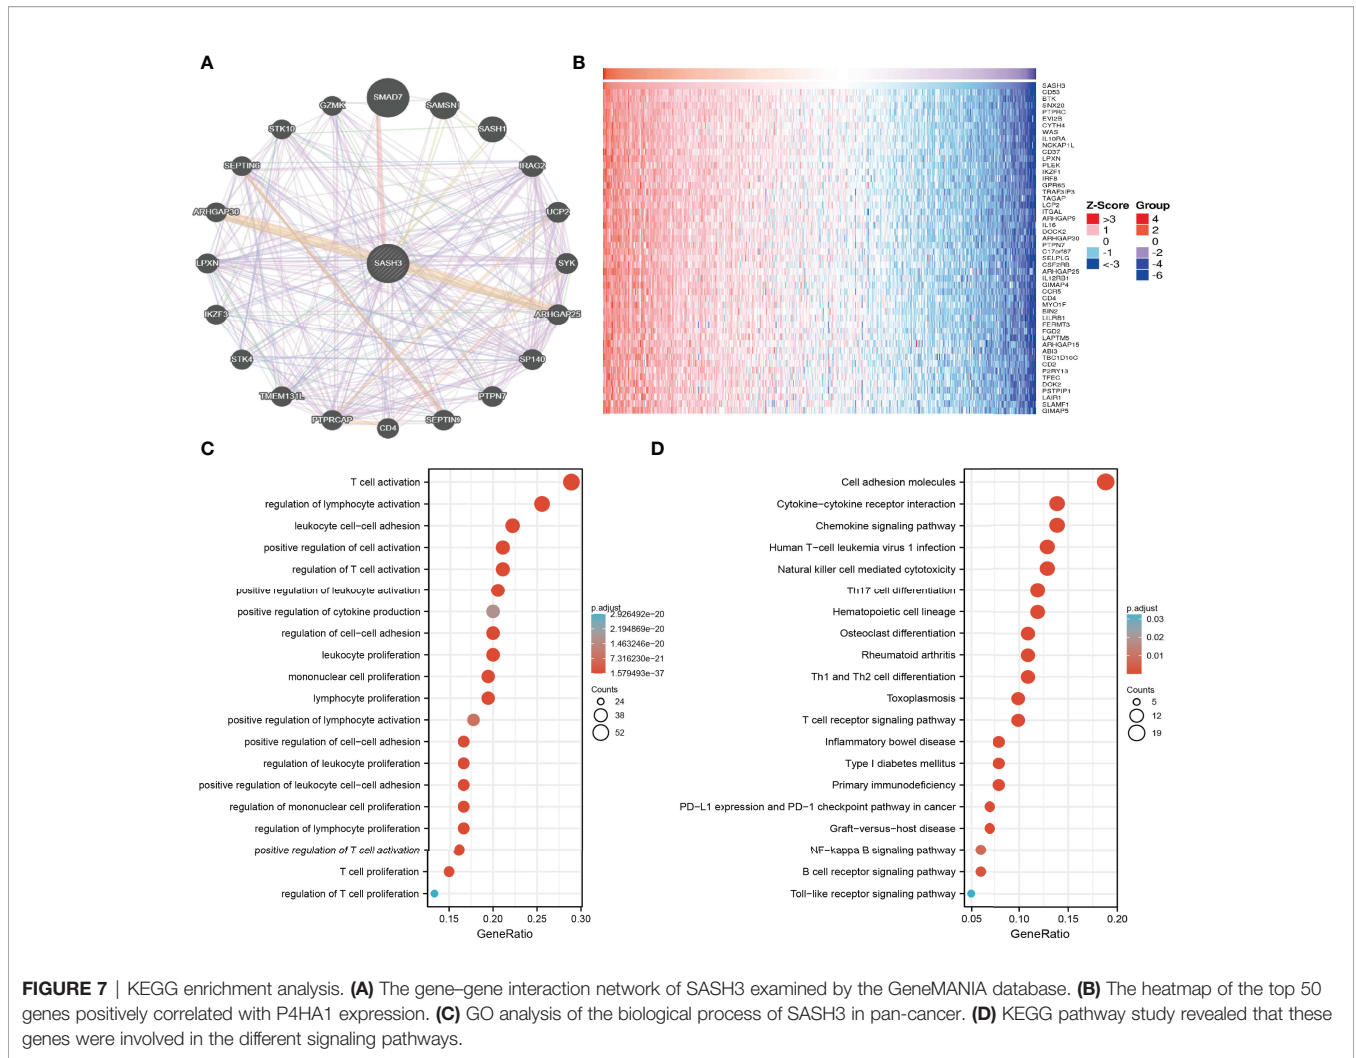 A
SMAD7
SAMSN1
SASH1
IRAG2
UCP2
SYK
ARHGAP25
SP140
PTPN7
SEPTIN9
CD4
PTPRCAP
TMEM131L
STK4
IKZF3
LPXN
ARHGAP30
SEPTIN6
STK10
GZMK
SASH3
B
SASH3
CD53
BTK
SNX20
PTPRC
EVI2B
CYTH4
WAS
IL10RA
NCKAP1L
CD37
LPXN
PLEK
IKZF1
IRF8
GPR65
TRAF3IP3
TAGAP
LCP2
ITGAL
ARHGAP9
IL16
DOCK2
ARHGAP30
PTPN7
C17orf87
SELPLG
CSF2RB
ARHGAP25
IL12RB1
GIMAP4
CCR5
CD4
MYO1F
BIN2
LILRB1
FERMT3
FGD2
LAPTM5
ARHGAP15
ABI3
TBC1D10C
CD2
P2RY13
TFEC
DOK2
PSTPIP1
LAIR1
SLAMF1
GIMAP5
Z-Score
>3
1
0
-1
<-3
Group
4
2
0
-2
-4
-6
C
T cell activation
regulation of lymphocyte activation
leukocyte cell−cell adhesion
positive regulation of cell activation
regulation of T cell activation
positive regulation of leukocyte activation
positive regulation of cytokine production
regulation of cell−cell adhesion
leukocyte proliferation
mononuclear cell proliferation
lymphocyte proliferation
positive regulation of lymphocyte activation
positive regulation of cell−cell adhesion
regulation of leukocyte proliferation
positive regulation of leukocyte cell−cell adhesion
regulation of mononuclear cell proliferation
regulation of lymphocyte proliferation
positive regulation of T cell activation
T cell proliferation
regulation of T cell proliferation
0.15 0.20 0.25 0.30
GeneRatio
p.adjust
2.926492e−20
2.194869e−20
1.463246e−20
7.316230e−21
1.579493e−37
Counts
24
38
52
D
Cell adhesion molecules
Cytokine−cytokine receptor interaction
Chemokine signaling pathway
Human T−cell leukemia virus 1 infection
Natural killer cell mediated cytotoxicity
Th17 cell differentiation
Hematopoietic cell lineage
Osteoclast differentiation
Rheumatoid arthritis
Th1 and Th2 cell differentiation
Toxoplasmosis
T cell receptor signaling pathway
Inflammatory bowel disease
Type I diabetes mellitus
Primary immunodeficiency
PD−L1 expression and PD−1 checkpoint pathway in cancer
Graft−versus−host disease
NF−kappa B signaling pathway
B cell receptor signaling pathway
Toll−like receptor signaling pathway
0.05 0.10 0.15 0.20
GeneRatio
p.adjust
0.03
0.02
0.01
Counts
5
12
19
FIGURE 7 | KEGG enrichment analysis. (A) The gene–gene interaction network of SASH3 examined by the GeneMANIA database. (B) The heatmap of the top 50
genes positively correlated with P4HA1 expression. (C) GO analysis of the biological process of SASH3 in pan-cancer. (D) KEGG pathway study revealed that these
genes were involved in the different signaling pathways.